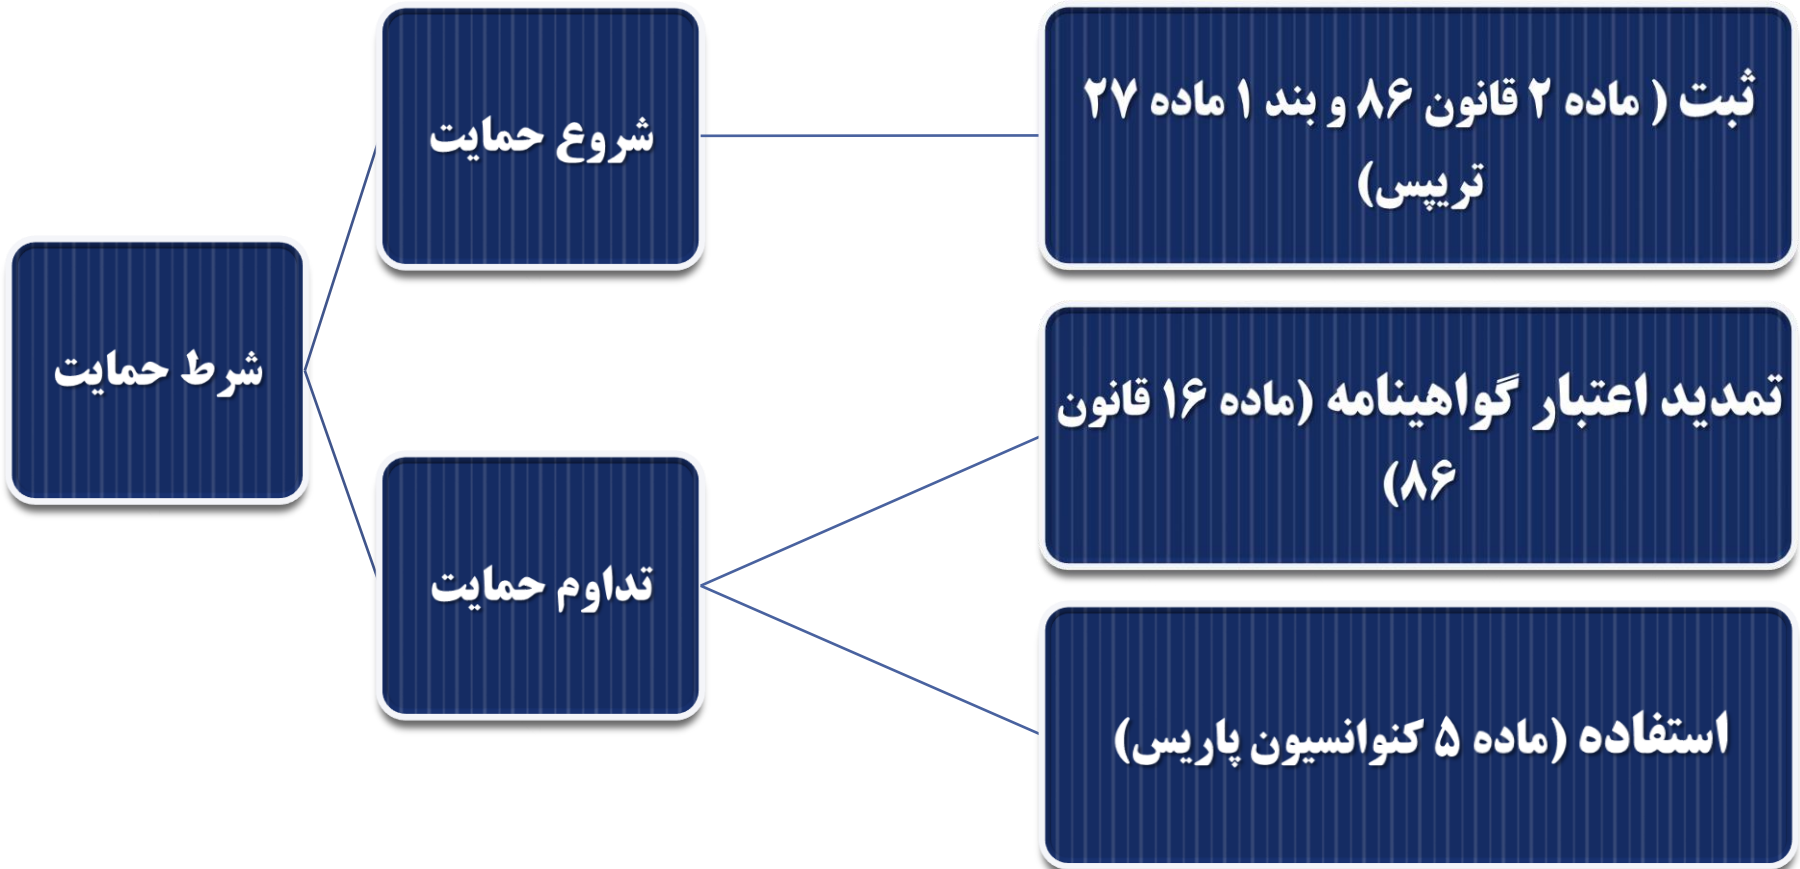 شرط حمایت
شروع حمایت
ثبت ( ماده ۲ قانون ۸۶ و بند ۱ ماده ۲۷
تریپس)
تداوم حمایت
تمدید اعتبار گواهینامه (ماده ۱۶ قانون
۸۶)
استفاده (ماده ۵ کنوانسیون پاریس)